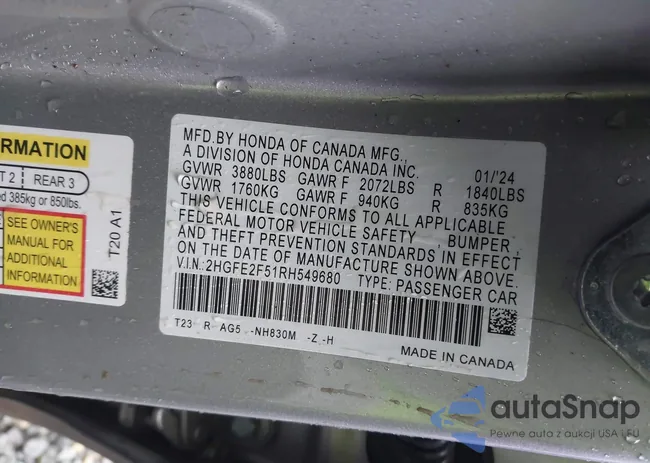 RMATION
T 2 REAR 3
ed 385kg or 850lbs.
SEE OWNER'S
MANUAL FOR
ADDITIONAL
INFORMATION
T20 A1
MFD.BY HONDA OF CANADA MFG.,
A DIVISION OF HONDA CANADA INC. 01/'24
GVWR 3880LBS GAWR F 2072LBS R 1840LBS
GVWR 1760KG GAWR F 940KG R 835KG
THIS VEHICLE CONFORMS TO ALL APPLICABLE
FEDERAL MOTOR VEHICLE SAFETY BUMPER,
AND THEFT PREVENTION STANDARDS IN EFFECT
ON THE DATE OF MANUFACTURE SHOWN ABOVE.
V.I.N.:2HGFE2F51RH549680 TYPE: PASSENGER CAR
T23 R AG5 -NH830M -Z -H
MADE IN CANADA
autoSnap
Pewne auta z aukcji USA i EU